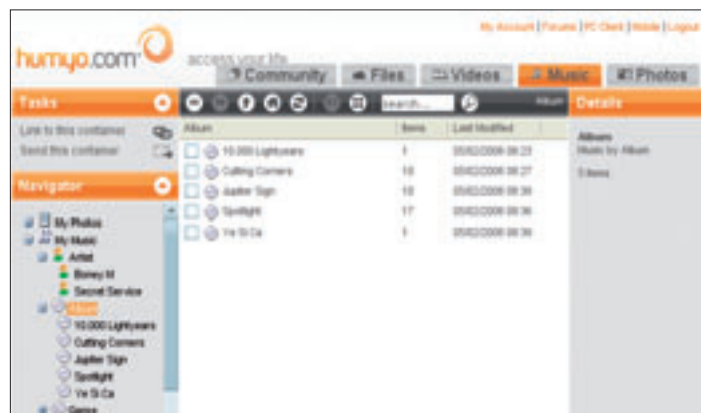 My Account | Forums | PC Client | Mobile | Logout
humyo.com
access your life
Community Files Videos Music Photos
Tasks
Link to this container
Send this container
Navigator
My Photos
My Music
Artist
Boney M
Secret Service
Album
10.000 Lightyears
Cutting Corners
Jupiter Sign
Spotlight
Ye Si Ca
Genre
search... Album
Album Items Last Modified
10.000 Lightyears 1 05/02/2008 08:23
Cutting Corners 10 05/02/2008 08:27
Jupiter Sign 10 05/02/2008 08:30
Spotlight 17 05/02/2008 08:36
Ye Si Ca 1 05/02/2008 08:39
Details
Album
Music by Album
5 items